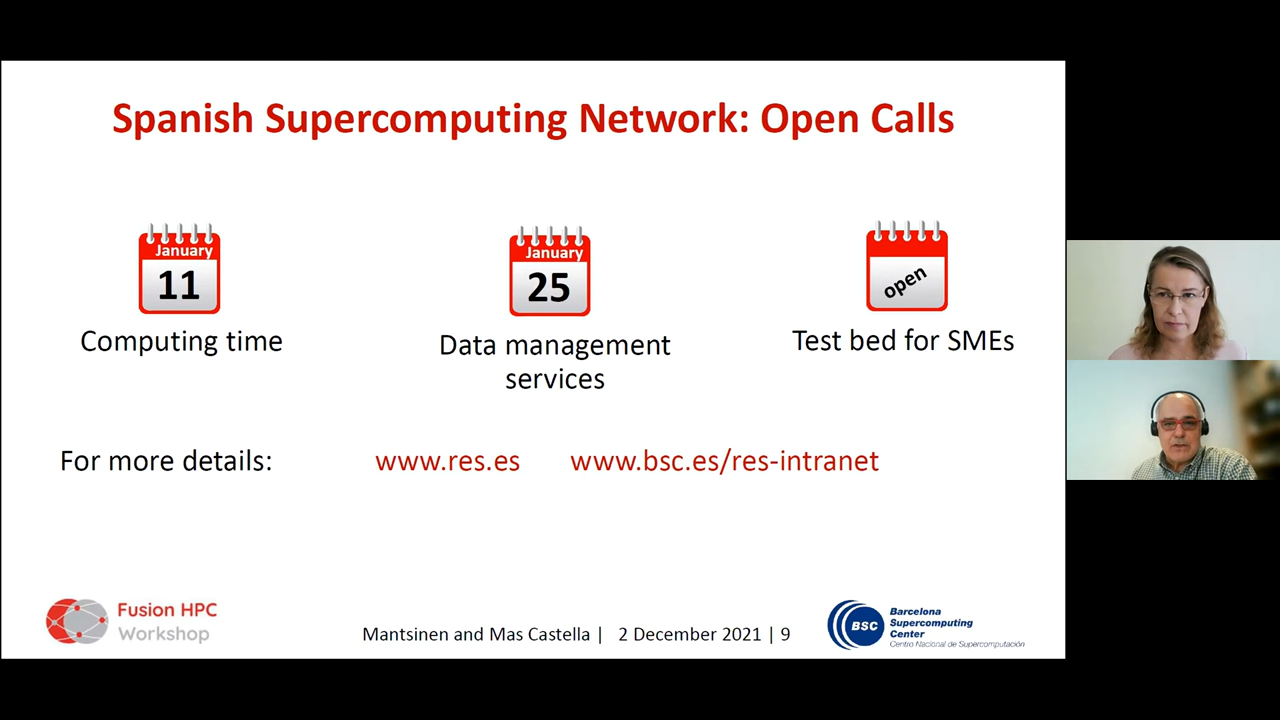 Spanish Supercomputing Network: Open Calls
January
11
Computing time
January
25
Data management
services
open
Test bed for SMEs
For more details: www.res.es www.bsc.es/res-intranet
Fusion HPC
Workshop
Mantsinen and Mas Castella | 2 December 2021 | 9
BSC
Barcelona
Supercomputing
Center
Centro Nacional de Supercomputación